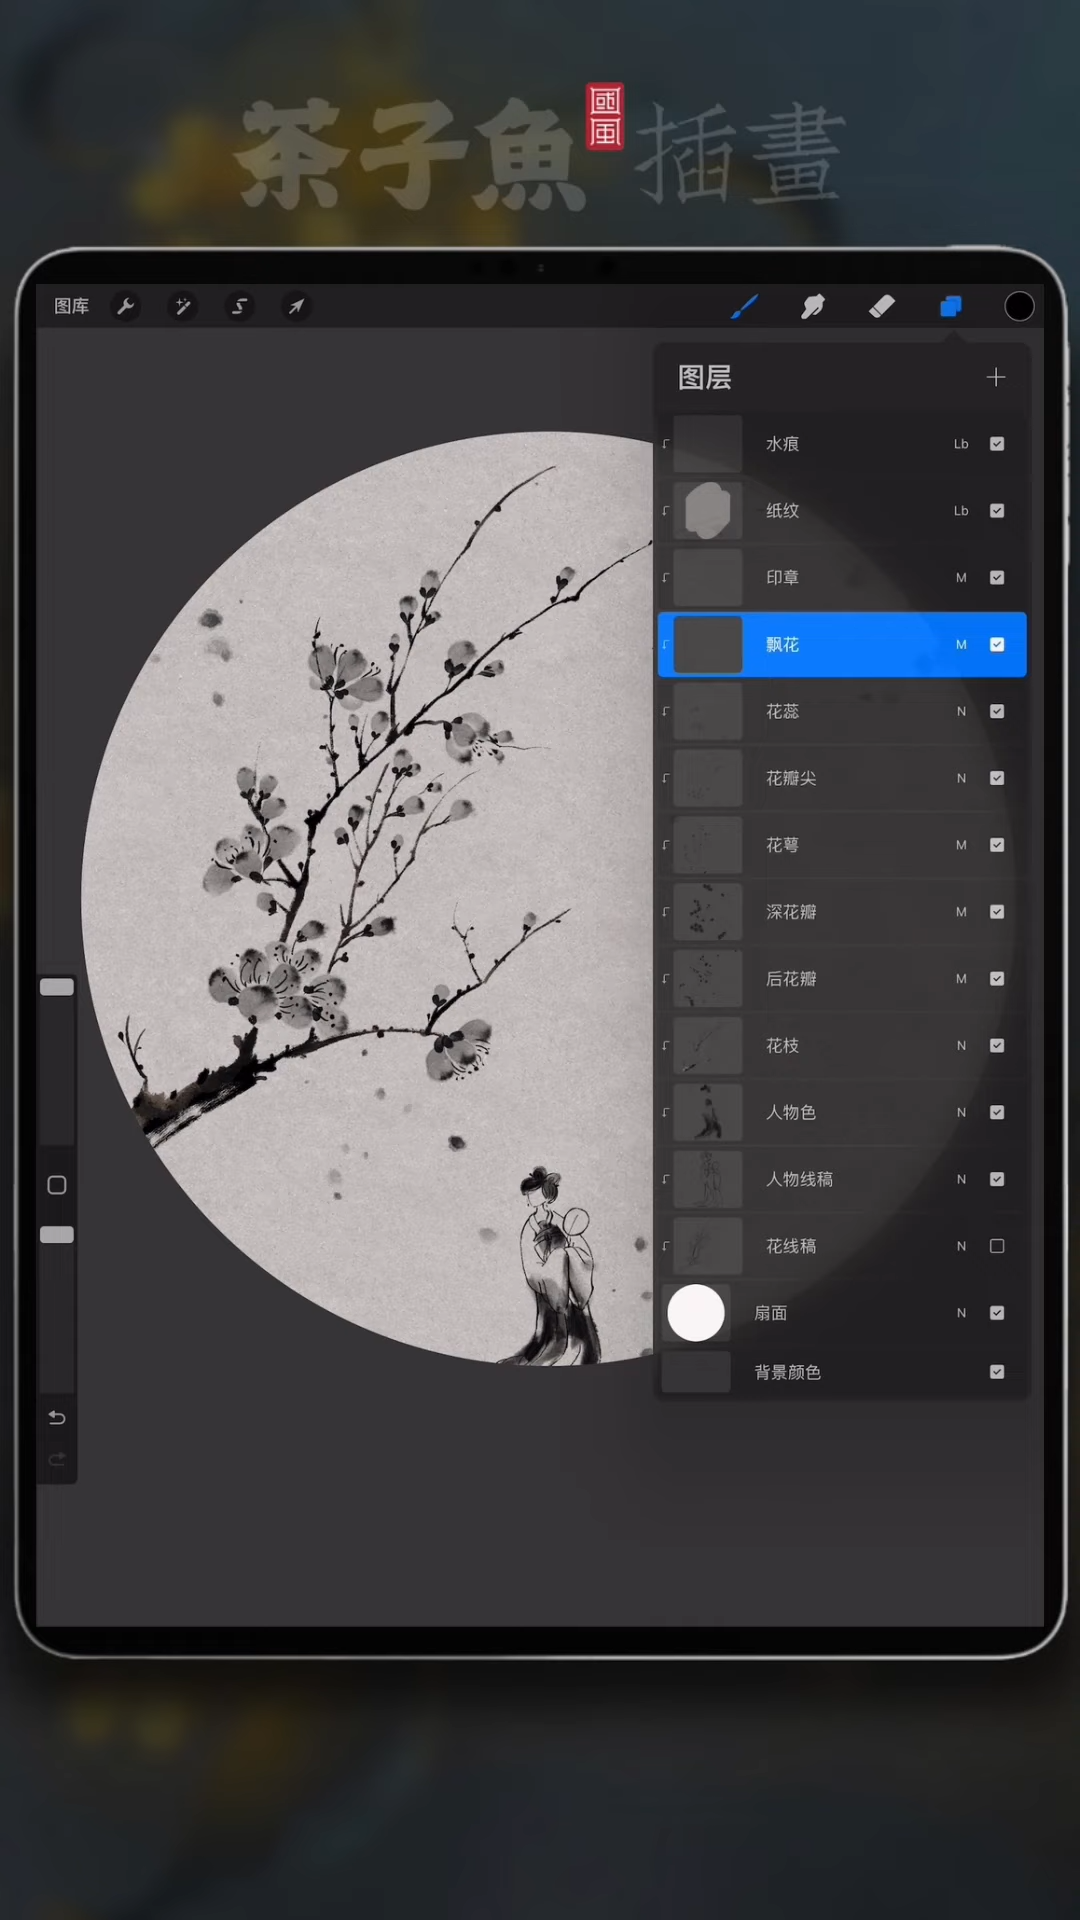 茶子魚 國風 插畫
图库
图层
水痕 Lb
纸纹 Lb
印章 M
飘花 M
花蕊 N
花瓣尖 N
花萼 M
深花瓣 M
后花瓣 M
花枝 N
人物色 N
人物线稿 N
花线稿 N
扇面 N
背景颜色